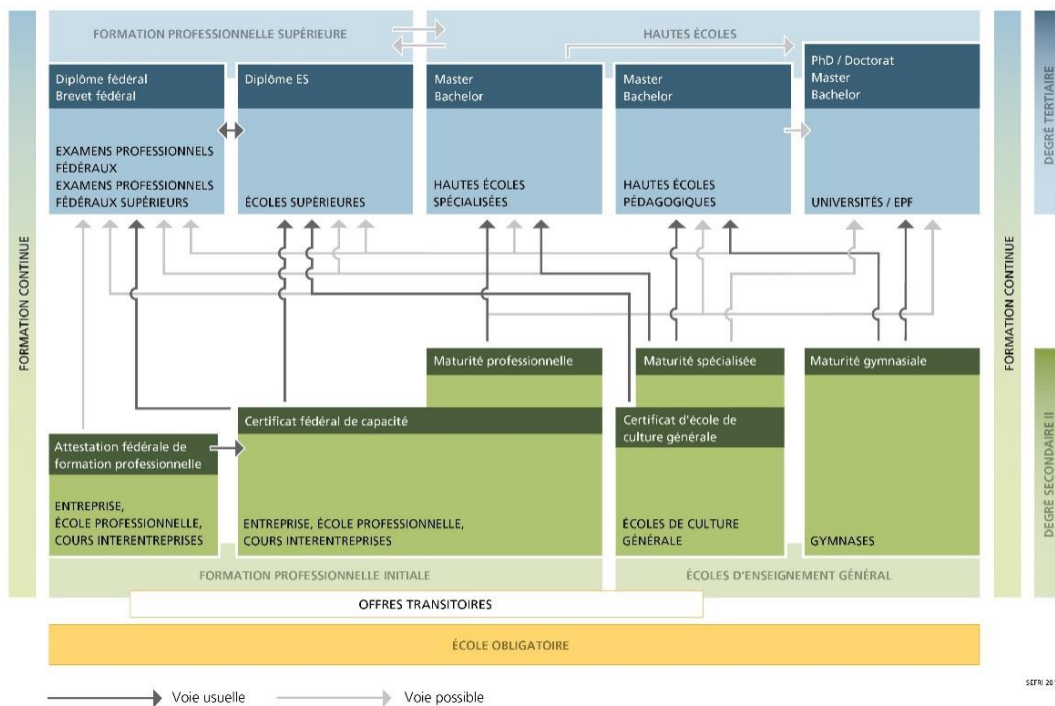 FORMATION PROFESSIONNELLE SUPÉRIEURE
HAUTES ÉCOLES
Diplôme fédéral
Brevet fédéral
EXAMENS PROFESSIONNELS
FÉDÉRAUX
EXAMENS PROFESSIONNELS
FÉDÉRAUX SUPÉRIEURS
Diplôme ES
ÉCOLES SUPÉRIEURES
Master
Bachelor
HAUTES ÉCOLES
SPÉCIALISÉES
Master
Bachelor
HAUTES ÉCOLES
PÉDAGOGIQUES
PhD / Doctorat
Master
Bachelor
UNIVERSITÉS / EPF
FORMATION CONTINUE
FORMATION CONTINUE
DEGRÉ TERTIAIRE
DEGRÉ SECONDAIRE II
Maturité professionnelle
Maturité spécialisée
Maturité gymnasiale
Certificat fédéral de capacité
Certificat d'école de
culture générale
Attestation fédérale de
formation professionnelle
ENTREPRISE,
ÉCOLE PROFESSIONNELLE,
COURS INTERENTREPRISES
ENTREPRISE, ÉCOLE PROFESSIONNELLE,
COURS INTERENTREPRISES
ÉCOLES DE CULTURE
GÉNÉRALE
GYMNASES
FORMATION PROFESSIONNELLE INITIALE
ÉCOLES D'ENSEIGNEMENT GÉNÉRAL
OFFRES TRANSITOIRES
ÉCOLE OBLIGATOIRE
Voie usuelle
Voie possible
SEFRI